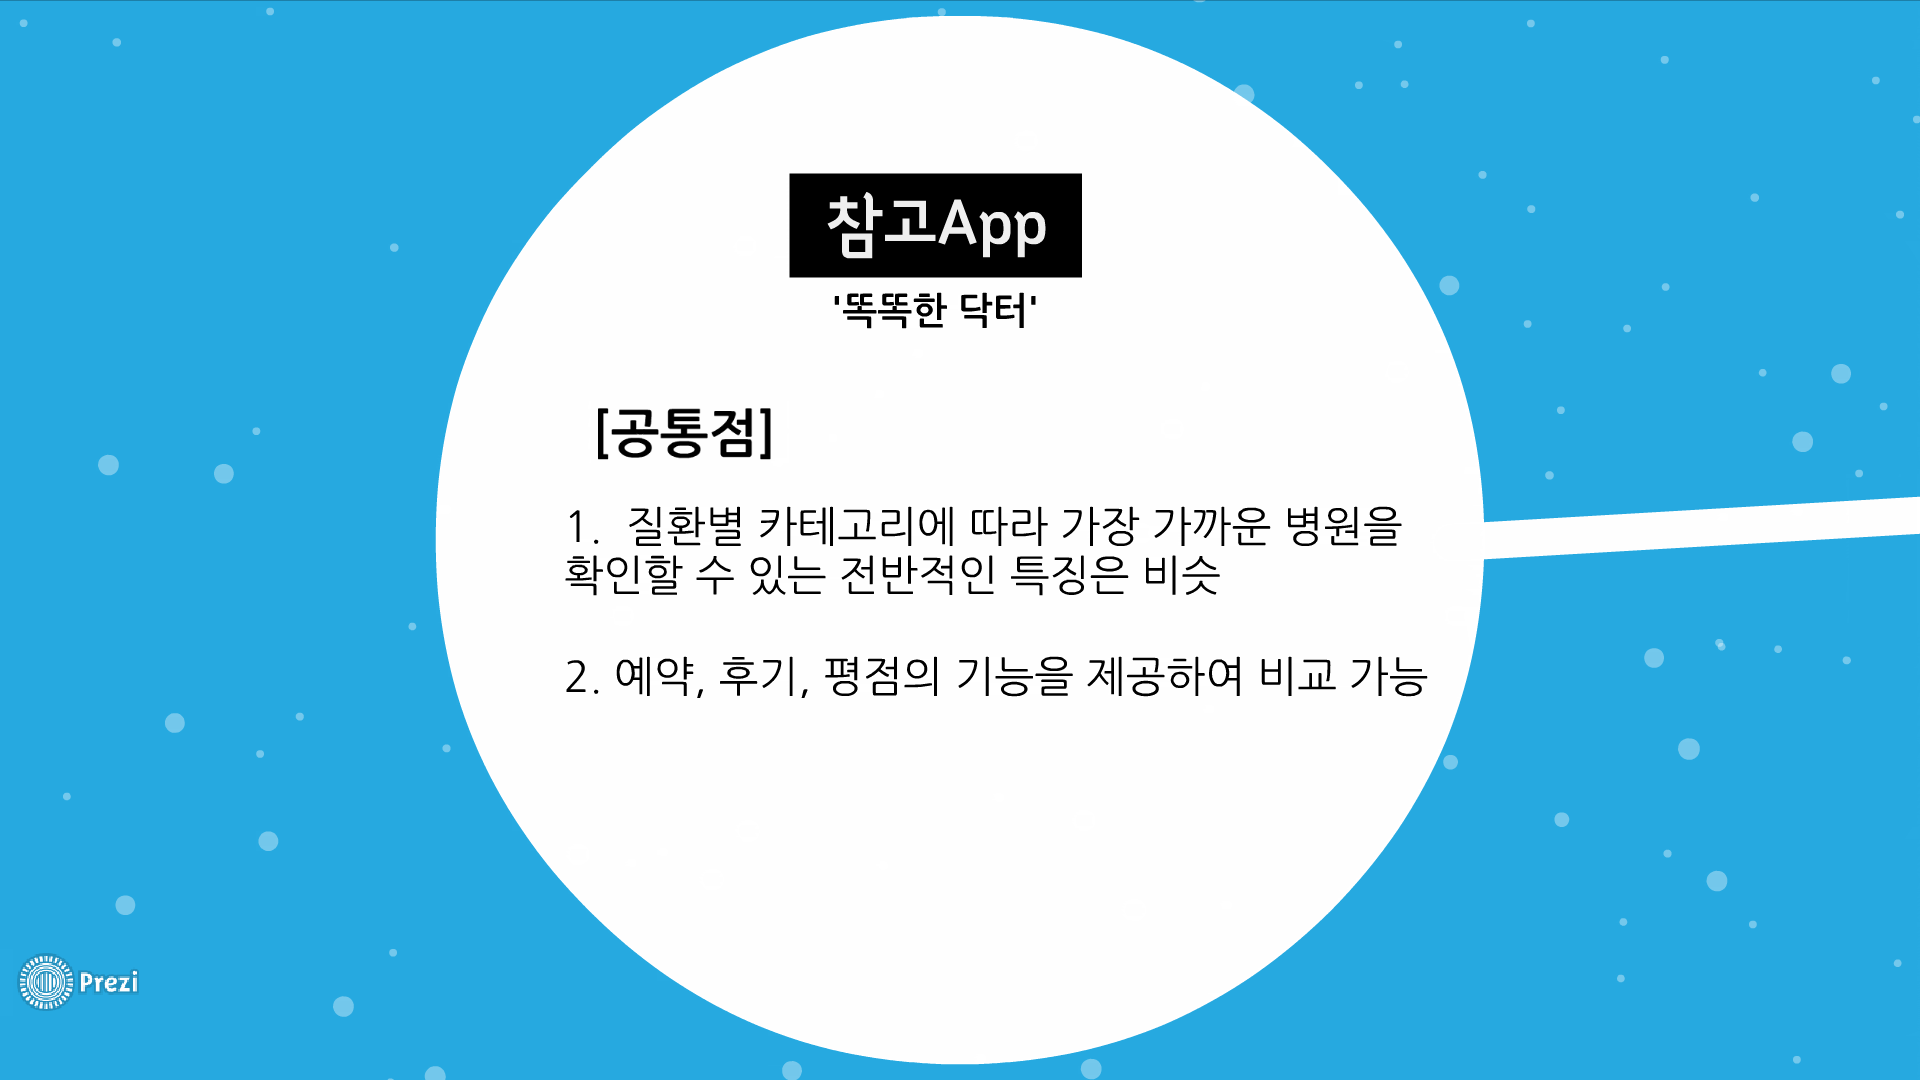 참고App
'똑똑한 닥터'
[공통점]
1. 질환별 카테고리에 따라 가장 가까운 병원을
확인할 수 있는 전반적인 특징은 비슷
2. 예약, 후기, 평점의 기능을 제공하여 비교 가능
Prezi